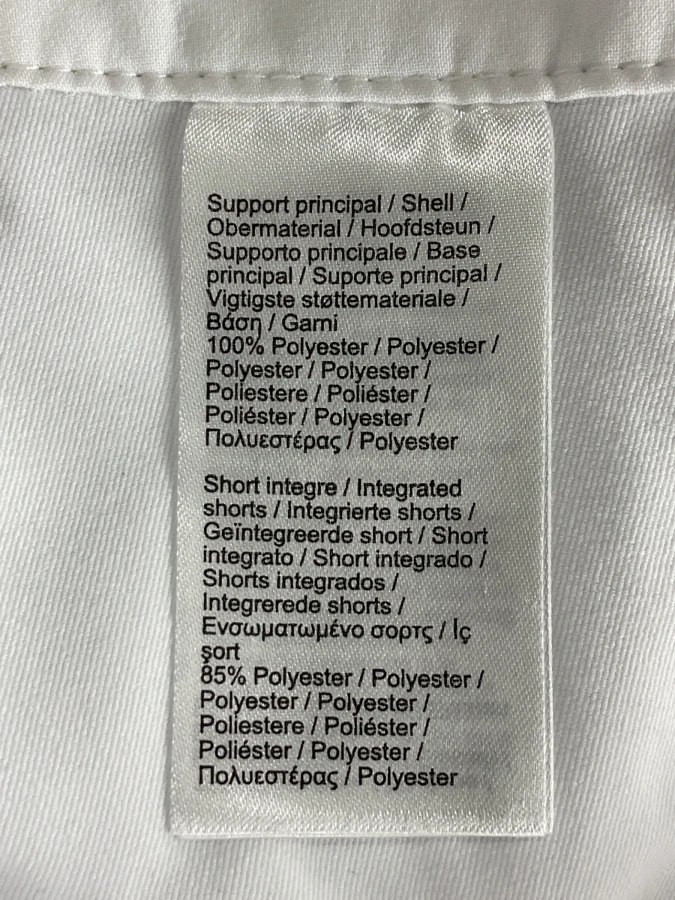 Support principal / Shell /
Obermaterial / Hoofdsteun /
Supporto principale / Base
principal / Suporte principal /
Vigtigste støttemateriale /
Βάση / Garni
100% Polyester / Polyester /
Polyester / Polyester /
Poliestere / Poliéster /
Poliéster / Polyester /
Πολυεστέρας / Polyester
Short integre / Integrated
shorts / Integrierte shorts /
Geïntegreerde short / Short
integrato / Short integrado /
Shorts integrados /
Integrerede shorts /
Ενσωματωμένο σορτς / Iç
şort
85% Polyester / Polyester /
Polyester / Polyester /
Poliestere / Poliéster /
Poliéster / Polyester /
Πολυεστέρας / Polyester